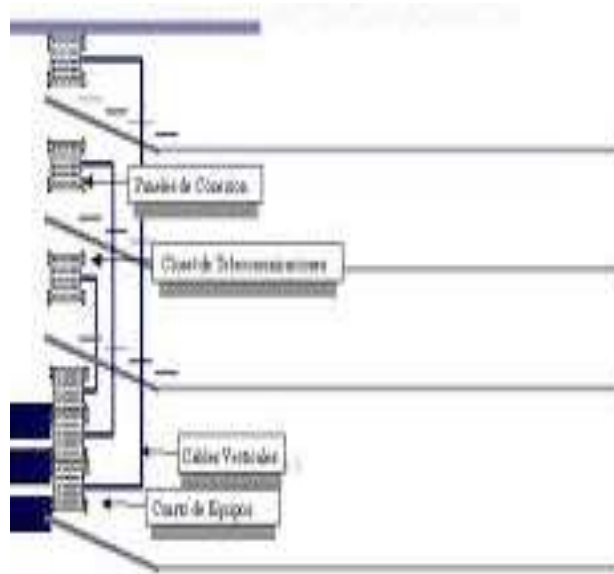 Paneles de Conexion
Closet de Telecomunicaciones
Cables Verticales
Cuarto de Equipos